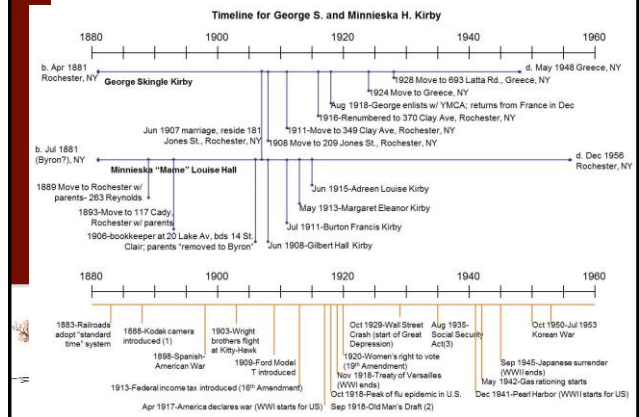 Timeline for George S. and Minnieska H. Kirby
1880 1890 1900 1910 1920 1930 1940 1950 1960
b. Apr 1881
Rochester, NY
George Skingle Kirby
d. May 1948 Greece, NY
1928 Move to 693 Latta Rd., Greece, NY
1924 Move to Greece, NY
Aug 1918-George enlists w/ YMCA; returns from France in Dec
1916-Renumbered to 370 Clay Ave, Rochester, NY
1911-Move to 349 Clay Ave, Rochester, NY
Jun 1907 marriage, reside 181
Jones St., Rochester, NY
1908 Move to 209 Jones St., Rochester, NY
b. Jul 1881
(Byron?), NY
Minnieska "Mame" Louise Hall
d. Dec 1956
Rochester, NY
1889 Move to Rochester w/
parents- 263 Reynolds
1893-Move to 117 Cady,
Rochester w/ parents
1906-bookkeeper at 20 Lake Av, bds 14 St.
Clair; parents "removed to Byron"
Jun 1915-Adreen Louise Kirby
May 1913-Margaret Eleanor Kirby
Jul 1911-Burton Francis Kirby
Jun 1908-Gilbert Hall Kirby
1880 1890 1900 1910 1920 1930 1940 1950 1960
1883-Railroads
adopt "standard
time" system
1888-Kodak camera
introduced (1)
1898-Spanish-
American War
1903-Wright
brothers flight
at Kitty-Hawk
1909-Ford Model
T introduced
1913-Federal income tax introduced (16th Amendment)
Apr 1917-America declares war (WWI starts for US)
Sep 1918-Old Man's Draft (2)
Oct 1918-Peak of flu epidemic in U.S.
Nov 1918-Treaty of Versailles
(WWI ends)
1920-Women's right to vote
(19th Amendment)
Oct 1929-Wall Street
Crash (start of Great
Depression)
Aug 1935-
Social Security
Act(3)
Dec 1941-Pearl Harbor (WWII starts for US)
May 1942-Gas rationing starts
Sep 1945-Japanese surrender
(WWII ends)
Oct 1950-Jul 1953
Korean War